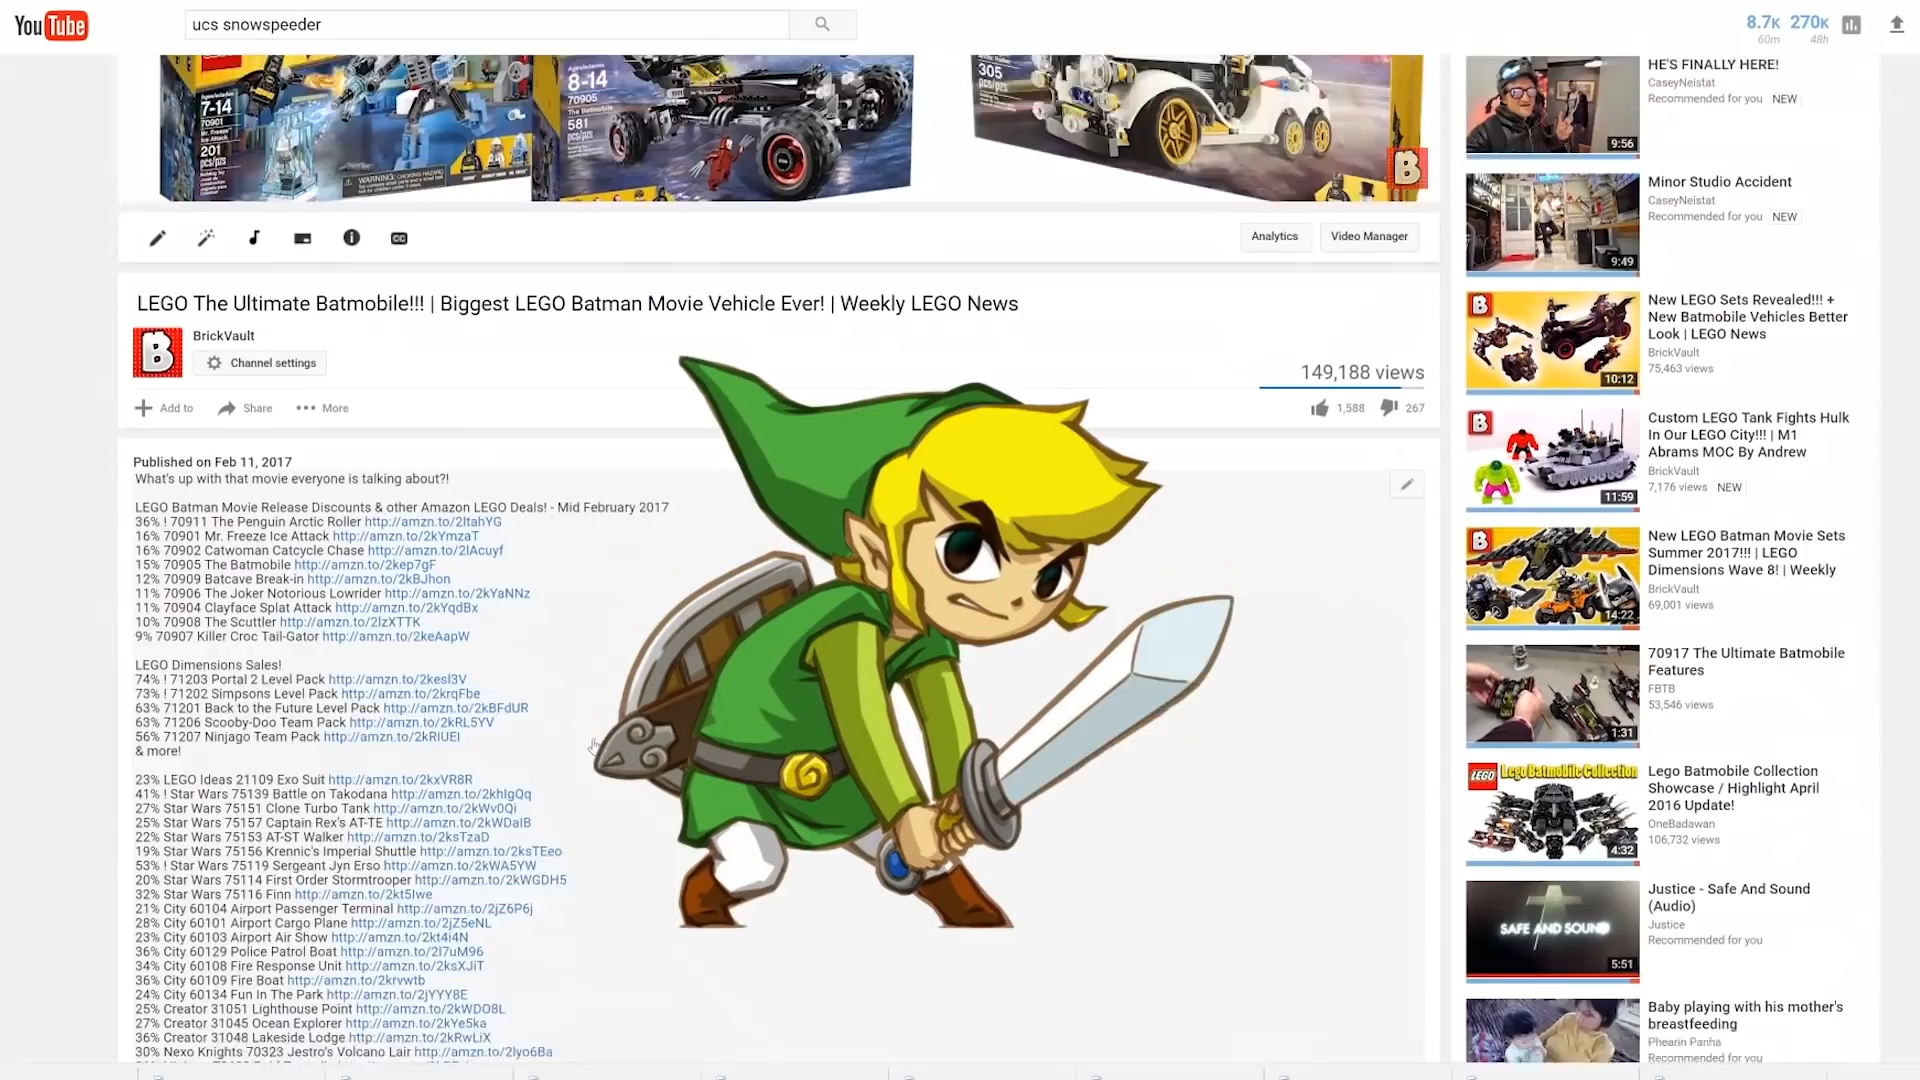 YouTube
ucs snowspeeder
8.7K 270K
60m 48h
7-14
70901
Mr. Freeze
Ice Attack
201
pcs/pzs
WARNING:
8-14
70905
The Batmobile
581
pcs/pzs
305
pcs/pzs
B
Analytics
Video Manager
CC
LEGO The Ultimate Batmobile!!! | Biggest LEGO Batman Movie Vehicle Ever! | Weekly LEGO News
B
BrickVault
Channel settings
149,188 views
Add to
Share
More
1,588
267
Published on Feb 11, 2017
What's up with that movie everyone is talking about?!
LEGO Batman Movie Release Discounts & other Amazon LEGO Deals! - Mid February 2017
36% ! 70911 The Penguin Arctic Roller http://amzn.to/2ltahYG
16% 70901 Mr. Freeze Ice Attack http://amzn.to/2kYmzaT
16% 70902 Catwoman Catcycle Chase http://amzn.to/2lAcuyf
15% 70905 The Batmobile http://amzn.to/2kep7gF
12% 70909 Batcave Break-in http://amzn.to/2kBJhon
11% 70906 The Joker Notorious Lowrider http://amzn.to/2kYaNNz
11% 70904 Clayface Splat Attack http://amzn.to/2kYqdBx
10% 70908 The Scuttler http://amzn.to/2lzXTTK
9% 70907 Killer Croc Tail-Gator http://amzn.to/2keAapW
LEGO Dimensions Sales!
74% ! 71203 Portal 2 Level Pack http://amzn.to/2kesl3V
73% ! 71202 Simpsons Level Pack http://amzn.to/2krqFbe
63% 71201 Back to the Future Level Pack http://amzn.to/2kBFdUR
63% 71206 Scooby-Doo Team Pack http://amzn.to/2kRL5YV
56% 71207 Ninjago Team Pack http://amzn.to/2kRIUEI
& more!
23% LEGO Ideas 21109 Exo Suit http://amzn.to/2kxVR8R
41% ! Star Wars 75139 Battle on Takodana http://amzn.to/2khIgQq
27% Star Wars 75151 Clone Turbo Tank http://amzn.to/2kWv0Qi
25% Star Wars 75157 Captain Rex's AT-TE http://amzn.to/2kWDaIB
22% Star Wars 75153 AT-ST Walker http://amzn.to/2ksTzaD
19% Star Wars 75156 Krennic's Imperial Shuttle http://amzn.to/2ksTEeo
53% ! Star Wars 75119 Sergeant Jyn Erso http://amzn.to/2kWA5YW
20% Star Wars 75114 First Order Stormtrooper http://amzn.to/2kWGDH5
32% Star Wars 75116 Finn http://amzn.to/2kt5Iwe
21% City 60104 Airport Passenger Terminal http://amzn.to/2jZ6P6j
28% City 60101 Airport Cargo Plane http://amzn.to/2jZ5eNL
23% City 60103 Airport Air Show http://amzn.to/2kt4i4N
36% City 60129 Police Patrol Boat http://amzn.to/2l7uM96
34% City 60108 Fire Response Unit http://amzn.to/2ksXJiT
36% City 60109 Fire Boat http://amzn.to/2krvwtb
24% City 60134 Fun In The Park http://amzn.to/2jYYY8E
25% Creator 31051 Lighthouse Point http://amzn.to/2kWDO8L
27% Creator 31045 Ocean Explorer http://amzn.to/2kYe5ka
36% Creator 31048 Lakeside Lodge http://amzn.to/2kRwLiX
30% Nexo Knights 70323 Jestro's Volcano Lair http://amzn.to/2lyo6Ba
HE'S FINALLY HERE!
CaseyNeistat
Recommended for you NEW
9:56
Minor Studio Accident
CaseyNeistat
Recommended for you NEW
9:49
New LEGO Sets Revealed!!! +
New Batmobile Vehicles Better
Look | LEGO News
BrickVault
75,463 views
B
10:12
Custom LEGO Tank Fights Hulk
In Our LEGO City!!! | M1
Abrams MOC By Andrew
BrickVault
7,176 views NEW
B
11:59
New LEGO Batman Movie Sets
Summer 2017!!! | LEGO
Dimensions Wave 8! | Weekly
BrickVault
69,001 views
B
14:22
70917 The Ultimate Batmobile
Features
FBTB
53,546 views
1:31
LEGO Lego Batmobile Collection
Lego Batmobile Collection
Showcase / Highlight April
2016 Update!
OneBadawan
106,732 views
4:32
Justice - Safe And Sound
(Audio)
Justice
Recommended for you
SAFE AND SOUND
5:51
Baby playing with his mother's
breastfeeding
Phearin Panha
Recommended for you